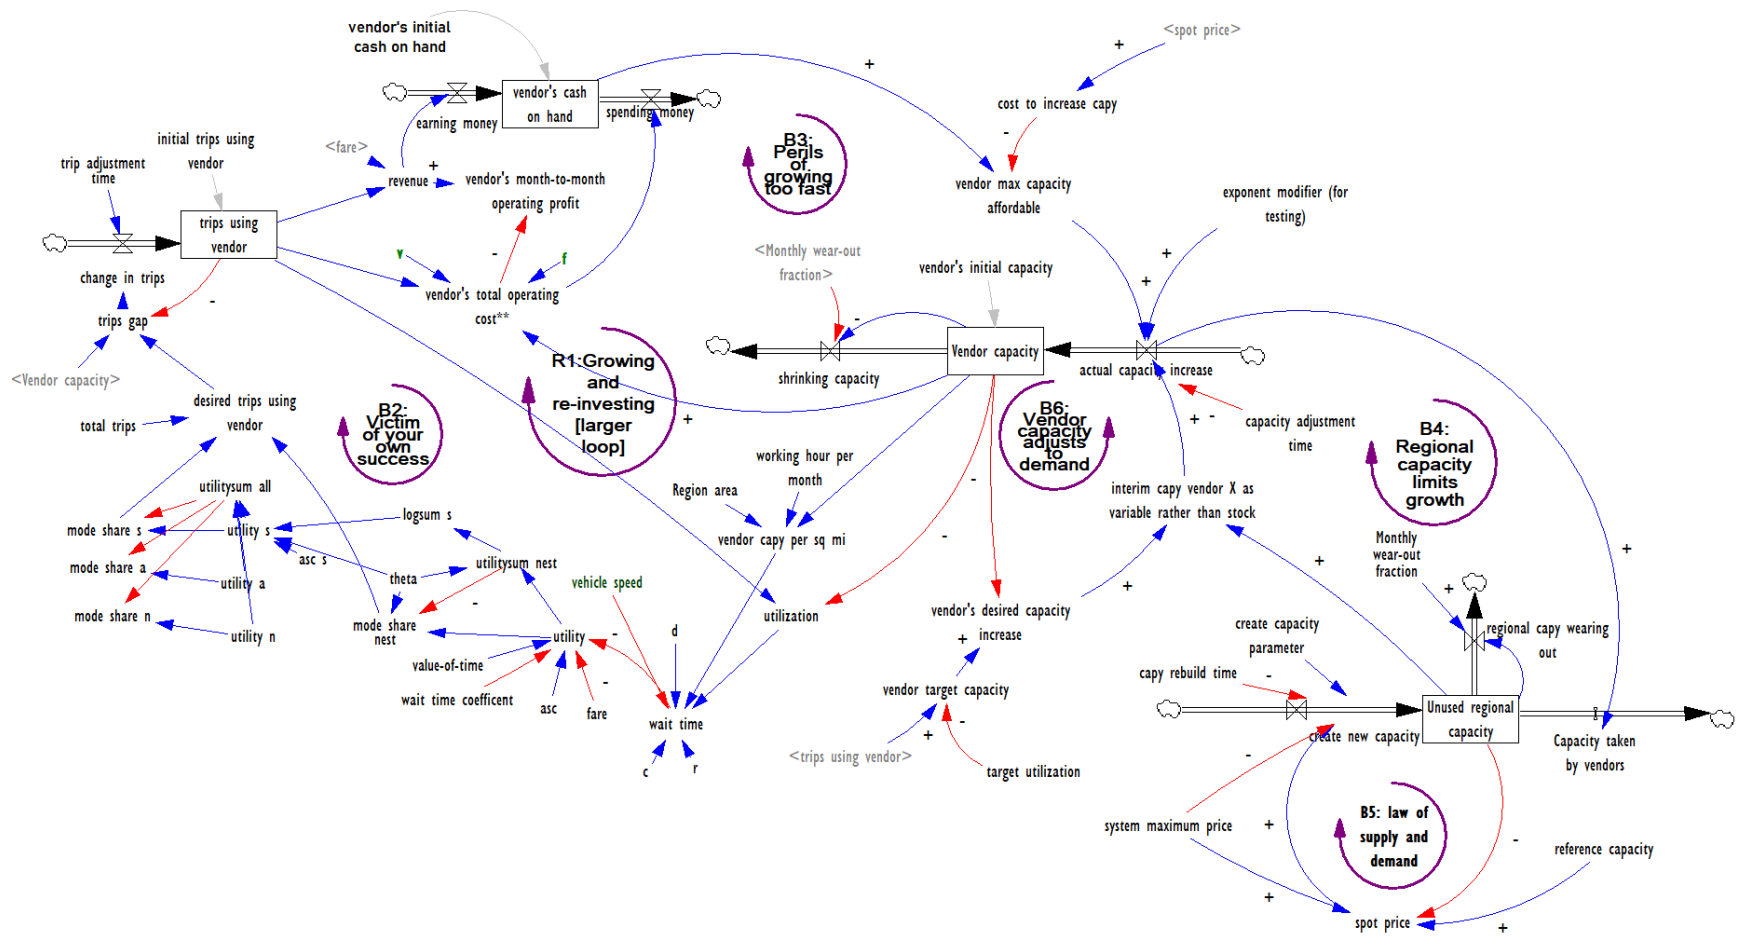 vendor's initial
cash on hand
<spot price>
vendor's cash
on hand
earning money
spending money
cost to increase capy
+
+
-
initial trips using
vendor
trip adjustment
time
<fare>
revenue
+
vendor's month-to-month
operating profit
B3:
Perils
of
growing
too fast
vendor max capacity
affordable
exponent modifier (for
testing)
trips using
vendor
change in trips
trips gap
-
<Vendor capacity>
v
-
f
vendor's total operating
cost**
<Monthly wear-out
fraction>
vendor's initial capacity
+
+
-
Vendor capacity
shrinking capacity
actual capacity increase
R1:Growing
and
re-investing
[larger
loop]
+
B2:
Victim
of your
own
success
B6:
Vendor
capacity
adjusts
to
demand
+
-
capacity adjustment
time
B4:
Regional
capacity
limits
growth
desired trips using
vendor
total trips
utilitysum all
mode share s
utility s
logsum s
asc s
mode share a
utility a
mode share n
utility n
theta
utilitysum nest
-
mode share
nest
utility
-
value-of-time
wait time coefficent
asc
-
fare
vehicle speed
d
wait time
c
r
Region area
working hour per
month
vendor capy per sq mi
utilization
-
-
interim capy vendor X as
variable rather than stock
+
+
+
vendor's desired capacity
increase
+
vendor target capacity
+
-
<trips using vendor>
target utilization
Monthly
wear-out
fraction
+
regional capy wearing
out
create capacity
parameter
capy rebuild time
-
create new capacity
Unused regional
capacity
Capacity taken
by vendors
-
system maximum price
+
+
B5: law of
supply and
demand
-
reference capacity
spot price
+